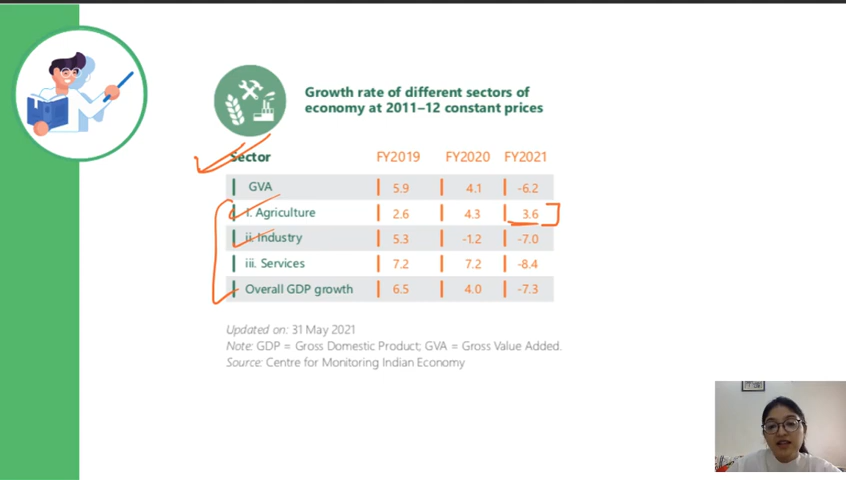 Growth rate of different sectors of
economy at 2011–12 constant prices
Sector FY2019 FY2020 FY2021
GVA 5.9 4.1 -6.2
i. Agriculture 2.6 4.3 3.6
ii. Industry 5.3 -1.2 -7.0
iii. Services 7.2 7.2 -8.4
Overall GDP growth 6.5 4.0 -7.3
Updated on: 31 May 2021
Note: GDP = Gross Domestic Product; GVA = Gross Value Added.
Source: Centre for Monitoring Indian Economy